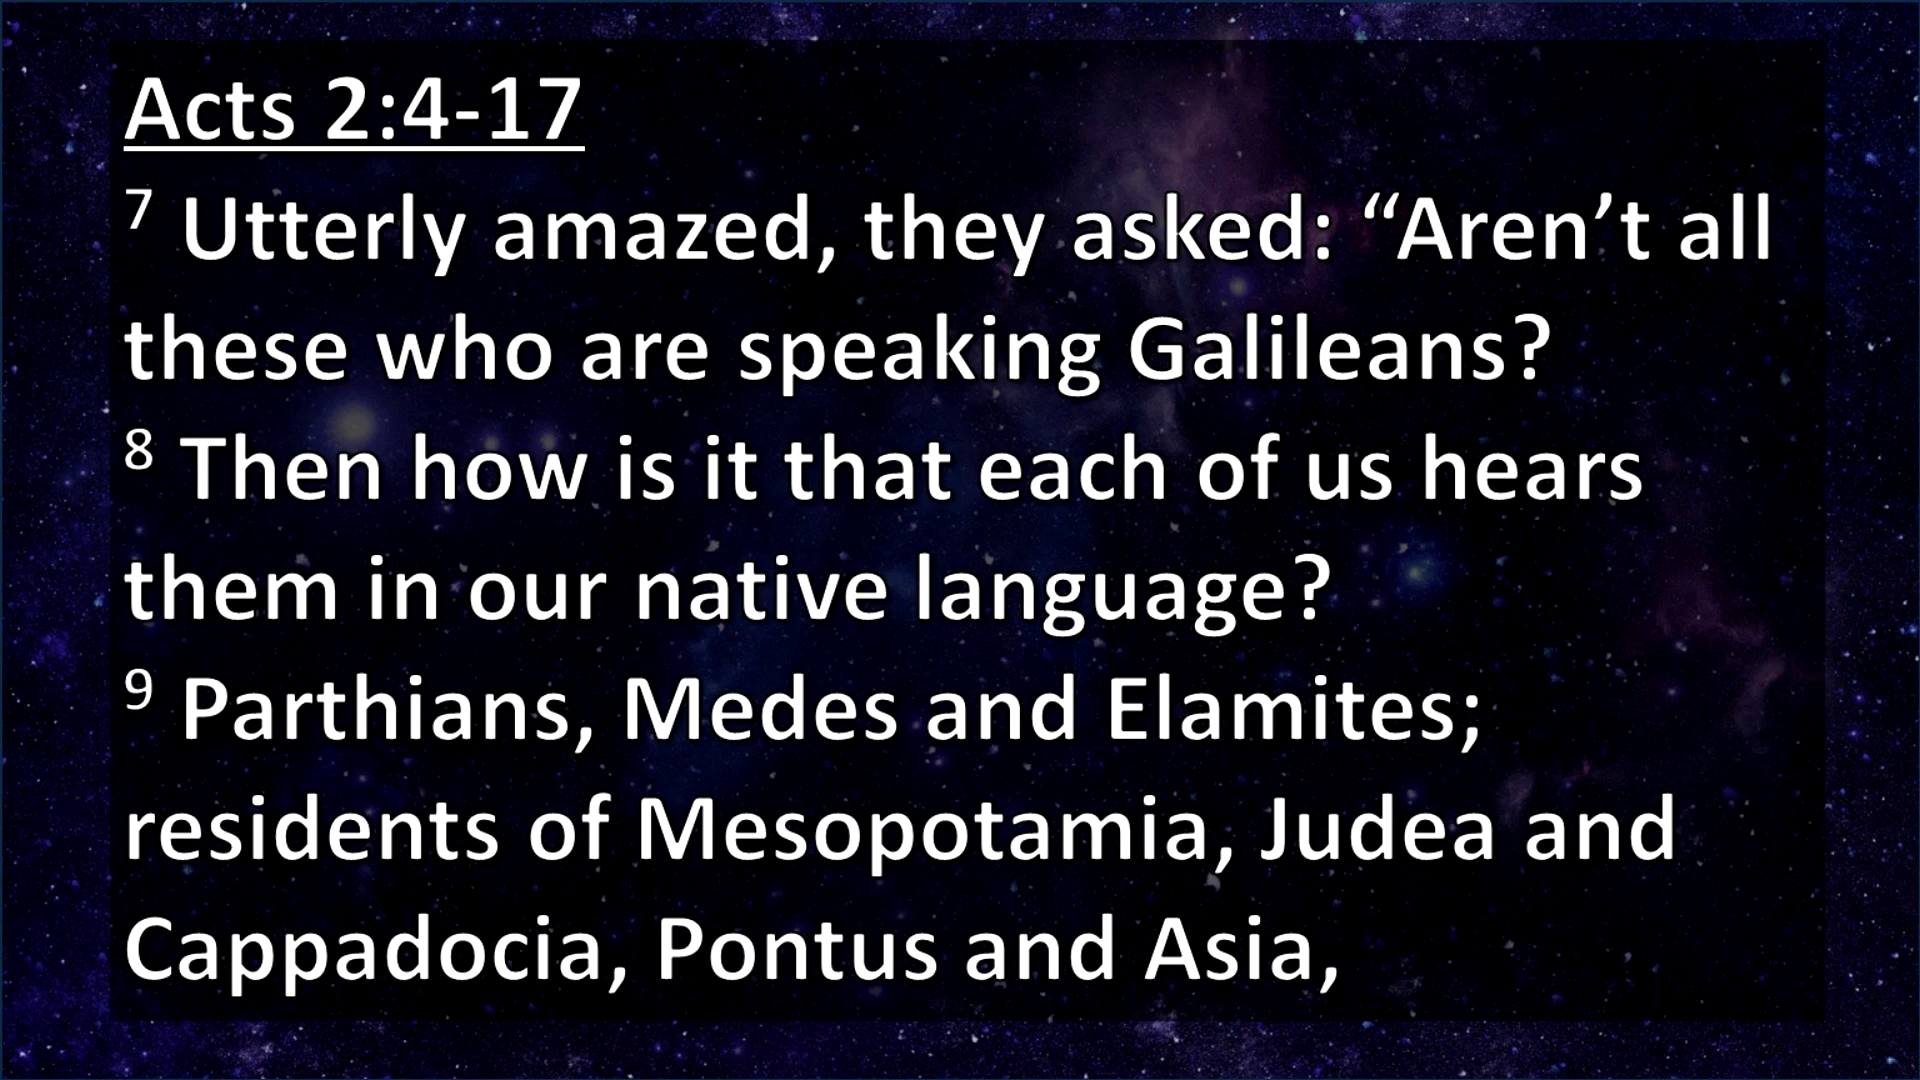 Acts 2:4-17
7 Utterly amazed, they asked: “Aren’t all
these who are speaking Galileans?
8 Then how is it that each of us hears
them in our native language?
9 Parthians, Medes and Elamites;
residents of Mesopotamia, Judea and
Cappadocia, Pontus and Asia,